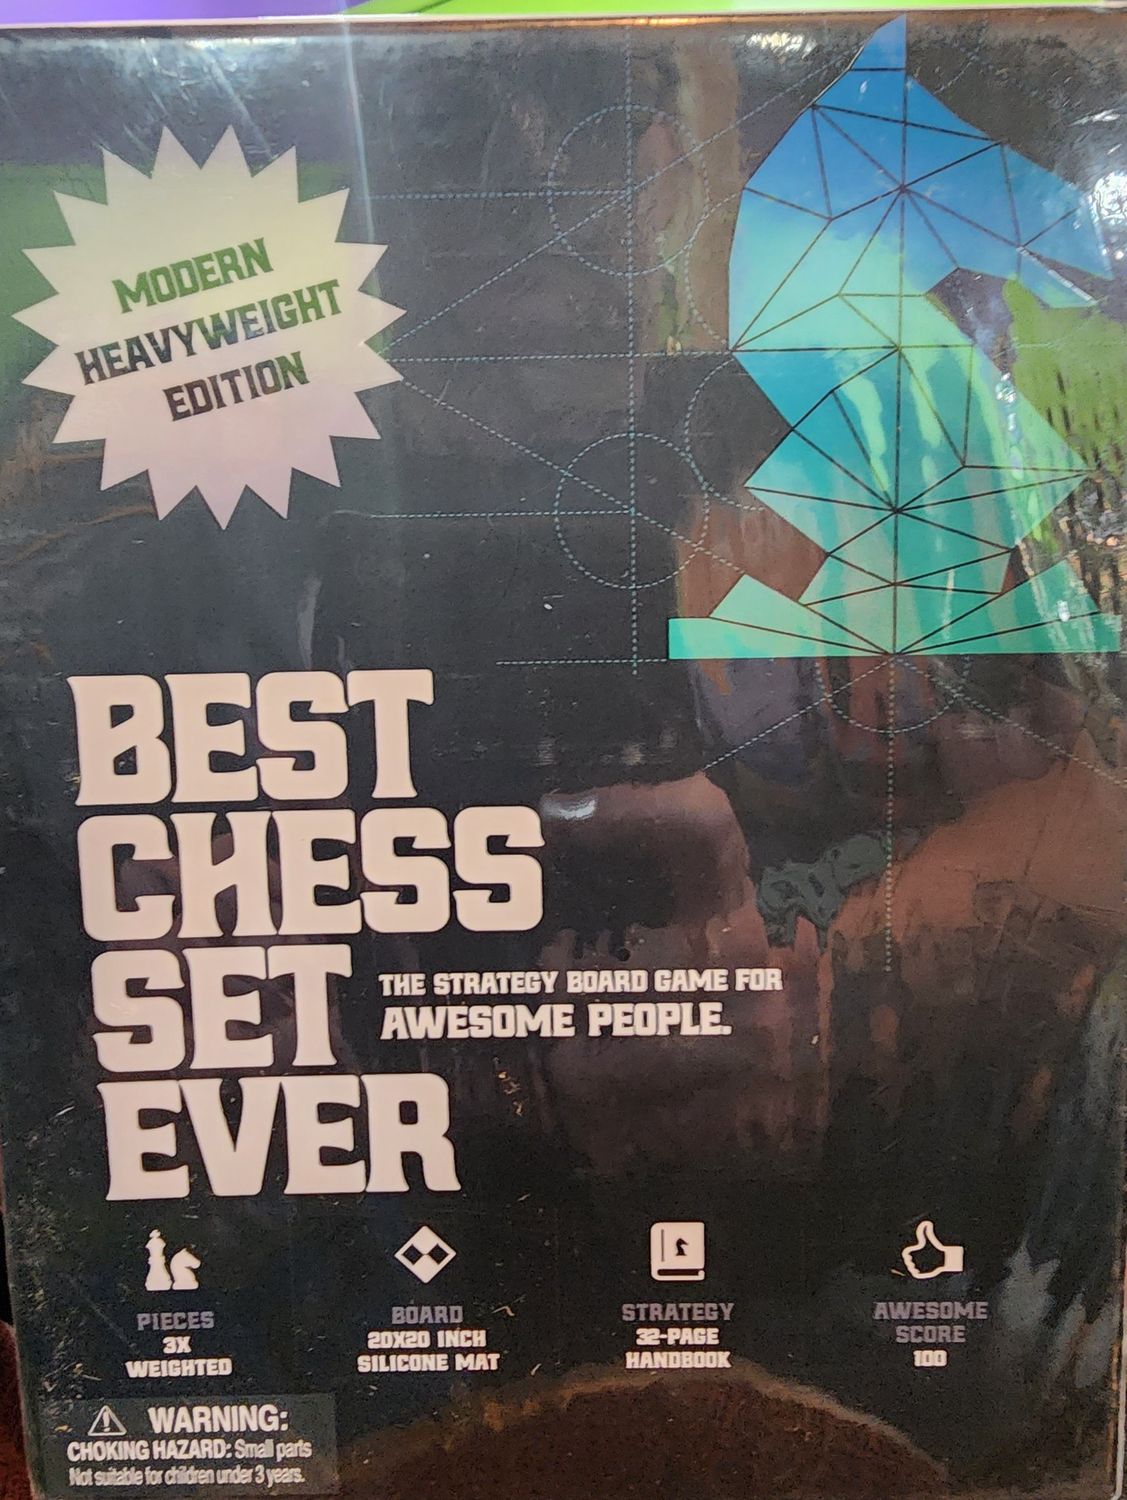 MODERN
HEAVYWEIGHT
EDITION
BEST
CHESS
SET
EVER
THE STRATEGY BOARD GAME FOR
AWESOME PEOPLE.
PIECES
3X
WEIGHTED
BOARD
20X20 INCH
SILICONE MAT
STRATEGY
32-PAGE
HANDBOOK
AWESOME
SCORE
100
WARNING:
CHOKING HAZARD: Small parts
Not suitable for children under 3 years.